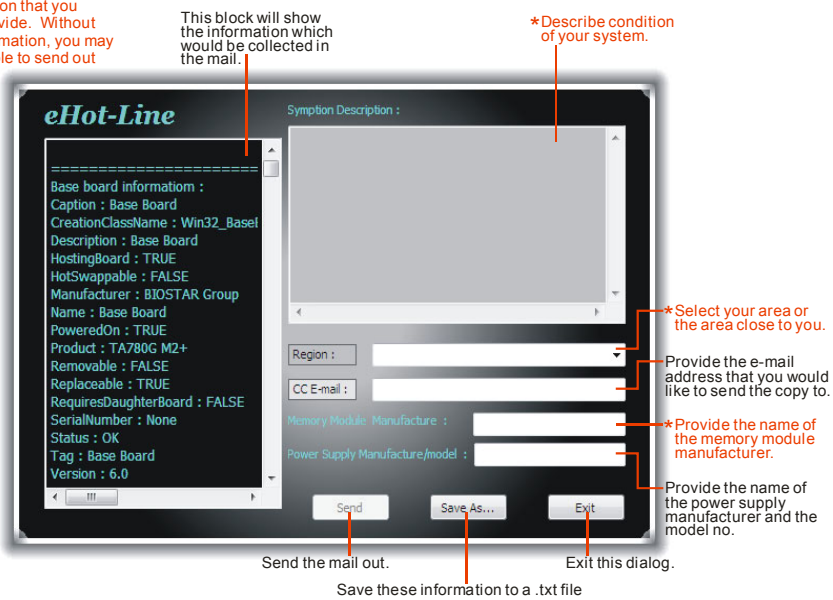 on that you
vide. Without
rmation, you may
le to send out
This block will show
the information which
would be collected in
the mail.
*Describe condition
of your system.
eHot-Line
Symption Description :
=======================
Base board informatiom :
Caption : Base Board
CreationClassName : Win32_Basel
Description : Base Board
HostingBoard : TRUE
HotSwappable : FALSE
Manufacturer : BIOSTAR Group
Name : Base Board
PoweredOn : TRUE
Product : TA780G M2+
Removable : FALSE
Replaceable : TRUE
RequiresDaughterBoard : FALSE
SerialNumber : None
Status : OK
Tag : Base Board
Version : 6.0
Region :
CC E-mail :
Memory Module Manufacture :
Power Supply Manufacture/model :
Send
Save As...
Exit
*Select your area or
the area close to you.
Provide the e-mail
address that you would
like to send the copy to.
*Provide the name of
the memory module
manufacturer.
Provide the name of
the power supply
manufacturer and the
model no.
Send the mail out.
Exit this dialog.
Save these information to a .txt file